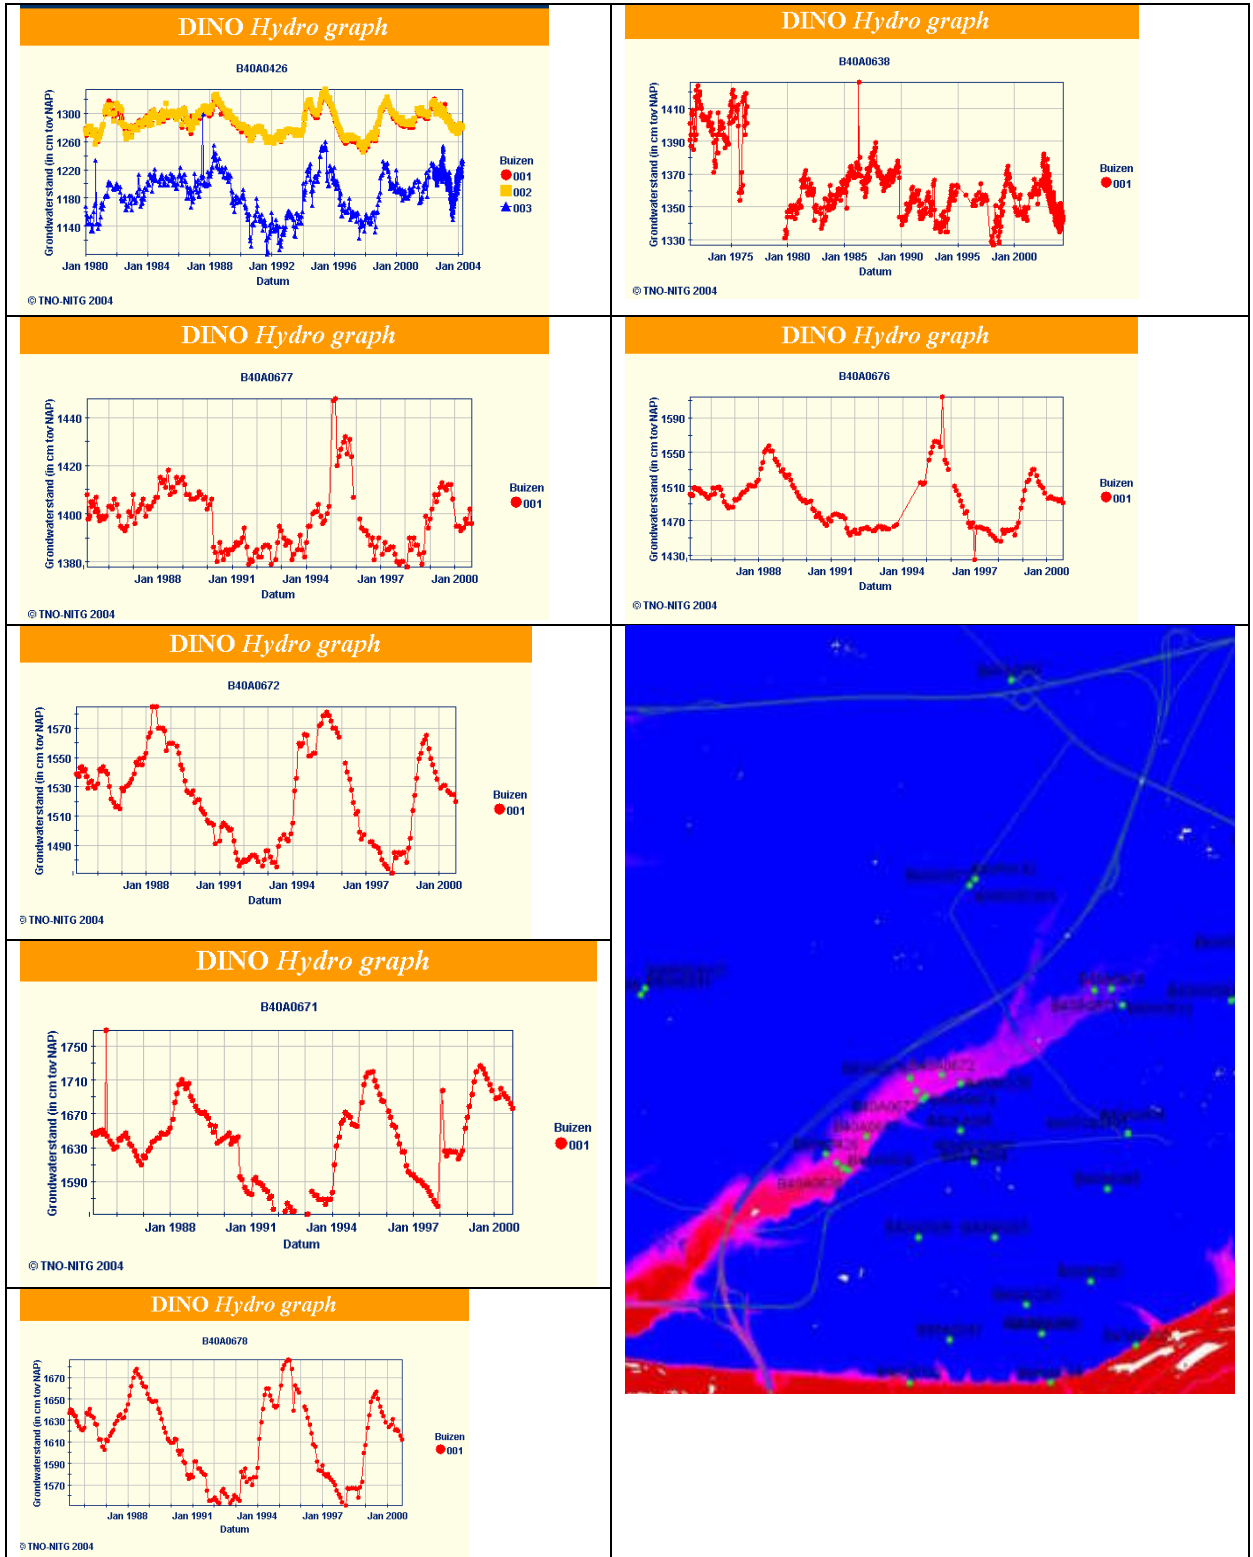 DINO Hydro graph
B40A0426
Grondwaterstand (in cm tov NAP)
1300
1260
1220
1180
1140
Jan 1980 Jan 1984 Jan 1988 Jan 1992 Jan 1996 Jan 2000 Jan 2004
Datum
Buizen
001
002
003
© TNO-NITG 2004
DINO Hydro graph
B40A0638
Grondwaterstand (in cm tov NAP)
1410
1390
1370
1350
1330
Jan 1975 Jan 1980 Jan 1985 Jan 1990 Jan 1995 Jan 2000
Datum
Buizen
001
© TNO-NITG 2004
DINO Hydro graph
B40A0677
Grondwaterstand (in cm tov NAP)
1440
1420
1400
1380
Jan 1988 Jan 1991 Jan 1994 Jan 1997 Jan 2000
Datum
Buizen
001
© TNO-NITG 2004
DINO Hydro graph
B40A0676
Grondwaterstand (in cm tov NAP)
1590
1550
1510
1470
1430
Jan 1988 Jan 1991 Jan 1994 Jan 1997 Jan 2000
Datum
Buizen
001
© TNO-NITG 2004
DINO Hydro graph
B40A0672
Grondwaterstand (in cm tov NAP)
1570
1550
1530
1510
1490
Jan 1988 Jan 1991 Jan 1994 Jan 1997 Jan 2000
Datum
Buizen
001
© TNO-NITG 2004
DINO Hydro graph
B40A0671
Grondwaterstand (in cm tov NAP)
1750
1710
1670
1630
1590
Jan 1988 Jan 1991 Jan 1994 Jan 1997 Jan 2000
Datum
Buizen
001
© TNO-NITG 2004
DINO Hydro graph
B40A0678
Grondwaterstand (in cm tov NAP)
1670
1650
1630
1610
1590
1570
Jan 1988 Jan 1991 Jan 1994 Jan 1997 Jan 2000
Datum
Buizen
001
© TNO-NITG 2004
B40A0672